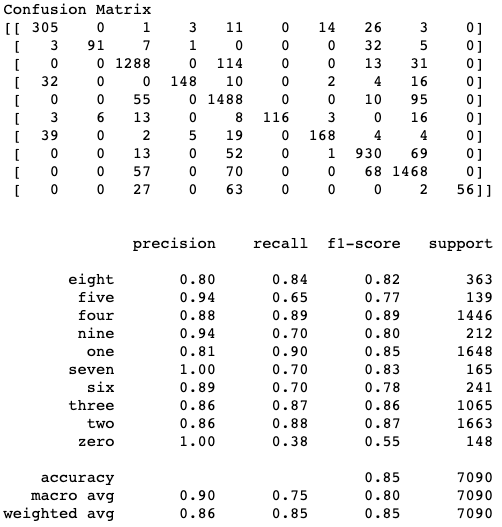 Confusion Matrix
[[ 305 0 1 3 11 0 14 26 3 0]
[ 3 91 7 1 0 0 0 32 5 0]
[ 0 0 1288 0 114 0 0 13 31 0]
[ 32 0 0 148 10 0 2 4 16 0]
[ 0 0 55 0 1488 0 0 10 95 0]
[ 3 6 13 0 8 116 3 0 16 0]
[ 39 0 2 5 19 0 168 4 4 0]
[ 0 0 13 0 52 0 1 930 69 0]
[ 0 0 57 0 70 0 0 68 1468 0]
[ 0 0 27 0 63 0 0 0 2 56]]
precision recall f1-score support
eight 0.80 0.84 0.82 363
five 0.94 0.65 0.77 139
four 0.88 0.89 0.89 1446
nine 0.94 0.70 0.80 212
one 0.81 0.90 0.85 1648
seven 1.00 0.70 0.83 165
six 0.89 0.70 0.78 241
three 0.86 0.87 0.86 1065
two 0.86 0.88 0.87 1663
zero 1.00 0.38 0.55 148
accuracy 0.85 7090
macro avg 0.90 0.75 0.80 7090
weighted avg 0.86 0.85 0.85 7090